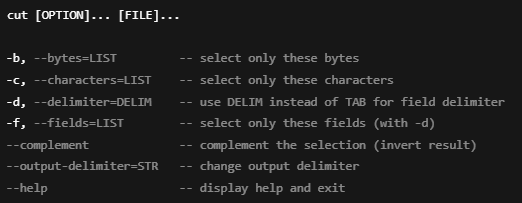 cut [OPTION]... [FILE]...
-b, --bytes=LIST -- select only these bytes
-c, --characters=LIST -- select only these characters
-d, --delimiter=DELIM -- use DELIM instead of TAB for field delimiter
-f, --fields=LIST -- select only these fields (with -d)
--complement -- complement the selection (invert result)
--output-delimiter=STR -- change output delimiter
--help -- display help and exit